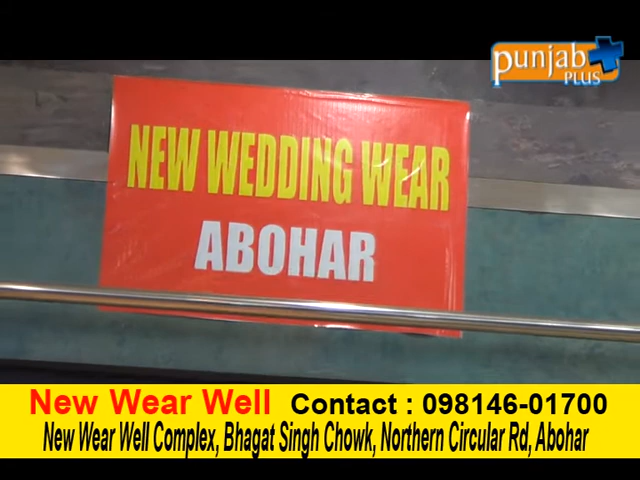 punjab
PLUS
NEW WEDDING WEAR
ABOHAR
New Wear Well Contact : 098146-01700
New Wear Well Complex, Bhagat Singh Chowk, Northern Circular Rd, Abohar